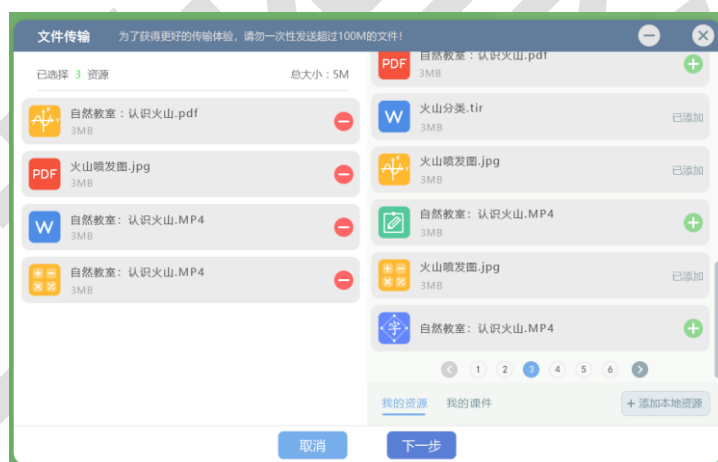 文件传输 为了获得更好的传输体验，请勿一次性发送超过100M的文件!
已选择 3 资源 总大小：5M
自然教室：认识火山.pdf
3MB
PDF
火山喷发图.jpg
3MB
W
自然教室：认识火山.MP4
3MB
自然教室：认识火山.MP4
3MB
PDF
自然教室：认识火山.pdf
3MB
W
火山分类.tir
3MB
已添加
火山喷发图.jpg
3MB
已添加
自然教室：认识火山.MP4
3MB
火山喷发图.jpg
3MB
已添加
字
自然教室：认识火山.MP4
1 2 3 4 5 6
我的资源 我的课件 + 添加本地资源
取消 下一步